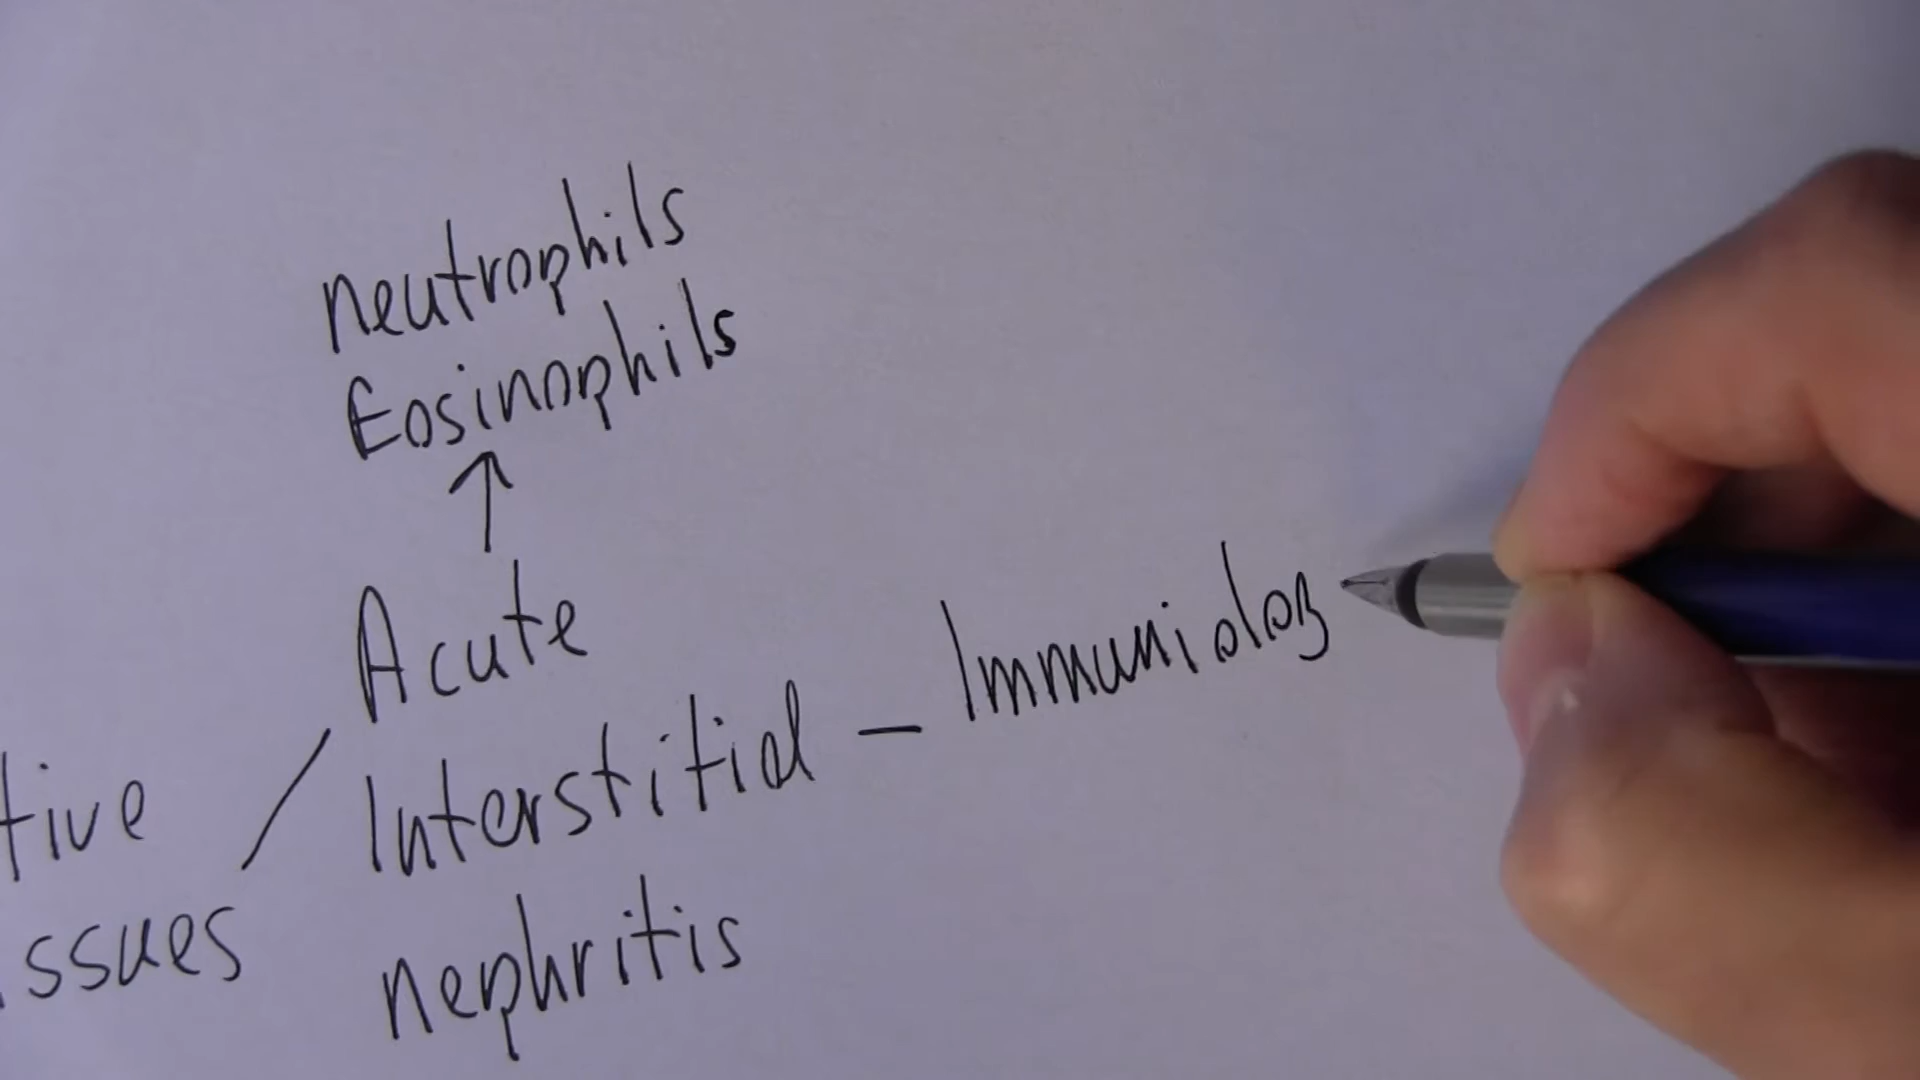 neutrophils
Eosinophils
↑
Acute
Interstitial – Immuniolog
nephritis
tive
ssues